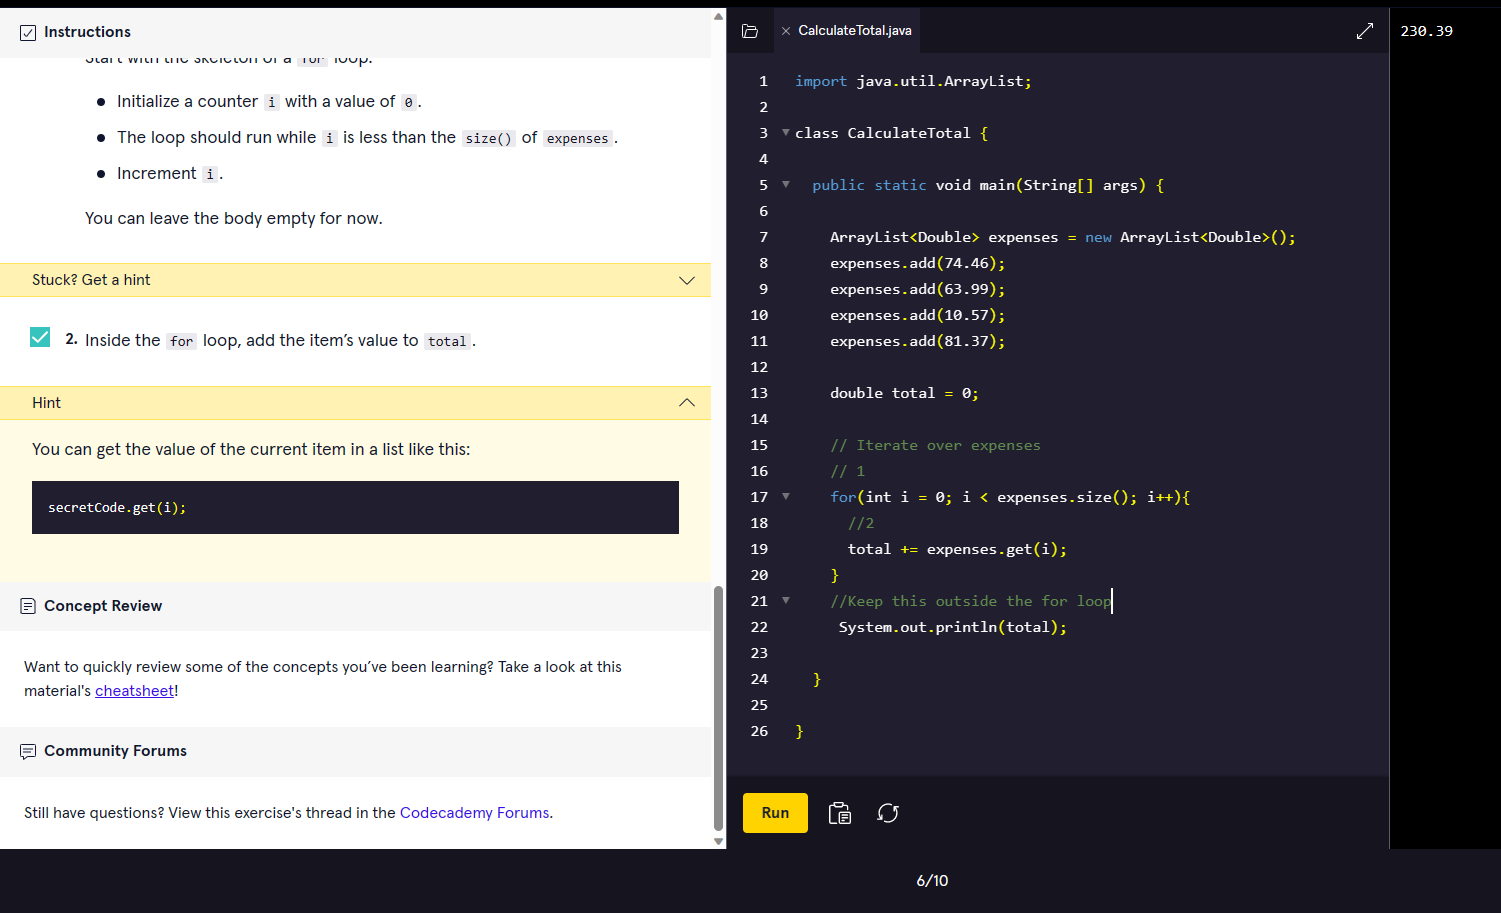 Instructions
Start with the skeleton of a for loop.
Initialize a counter i with a value of 0.
The loop should run while i is less than the size() of expenses.
Increment i.
You can leave the body empty for now.
Stuck? Get a hint
2. Inside the for loop, add the item’s value to total.
Hint
You can get the value of the current item in a list like this:
secretCode.get(i);
Concept Review
Want to quickly review some of the concepts you’ve been learning? Take a look at this
material's cheatsheet!
Community Forums
Still have questions? View this exercise's thread in the Codecademy Forums.
CalculateTotal.java
1 import java.util.ArrayList;
2
3 class CalculateTotal {
4
5 public static void main(String[] args) {
6
7 ArrayList<Double> expenses = new ArrayList<Double>();
8 expenses.add(74.46);
9 expenses.add(63.99);
10 expenses.add(10.57);
11 expenses.add(81.37);
12
13 double total = 0;
14
15 // Iterate over expenses
16 // 1
17 for(int i = 0; i < expenses.size(); i++){
18 //2
19 total += expenses.get(i);
20 }
21 //Keep this outside the for loop
22 System.out.println(total);
23
24 }
25
26 }
Run
230.39
6/10